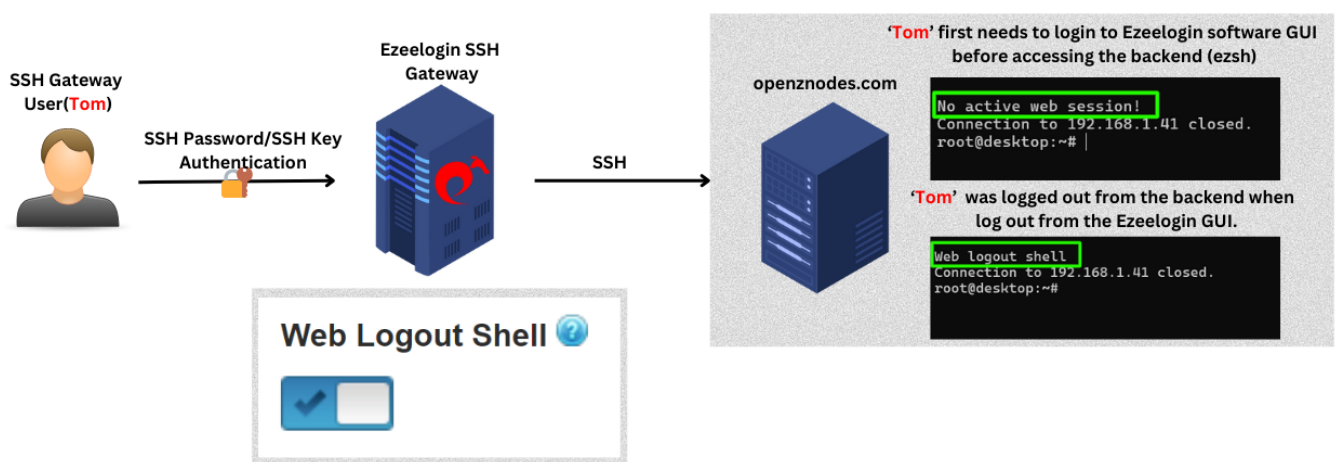 SSH Gateway
User(Tom)
SSH Password/SSH Key
Authentication
Ezeelogin SSH
Gateway
SSH
openznodes.com
‘Tom’ first needs to login to Ezeelogin software GUI
before accessing the backend (ezsh)
No active web session!
Connection to 192.168.1.41 closed.
root@desktop:~#
‘Tom’ was logged out from the backend when
log out from the Ezeelogin GUI.
Web logout shell
Connection to 192.168.1.41 closed.
root@desktop:~#
Web Logout Shell ?